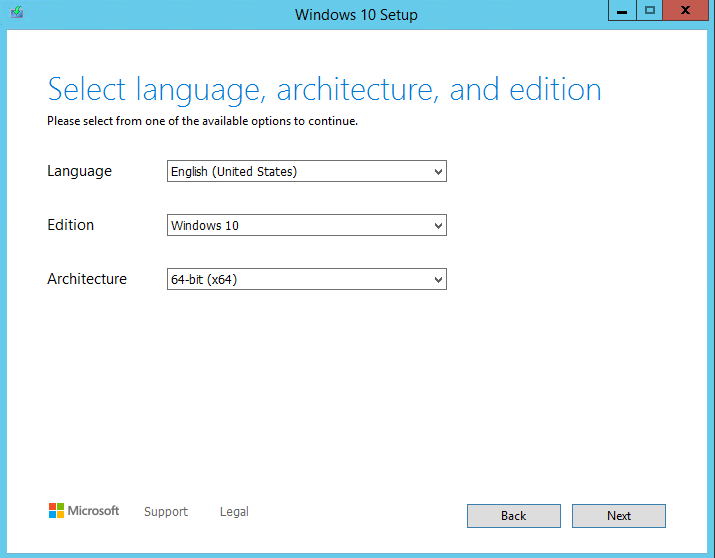 Windows 10 Setup
Select language, architecture, and edition
Please select from one of the available options to continue.
Language English (United States)
Edition Windows 10
Architecture 64-bit (x64)
Microsoft Support Legal Back Next